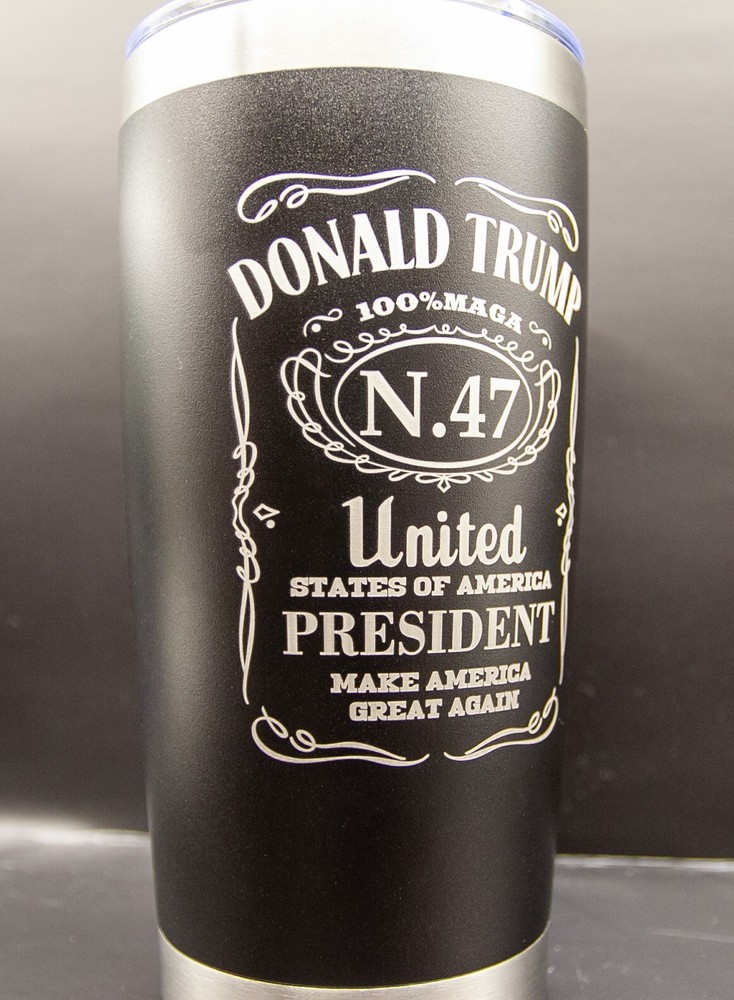 DONALD TRUMP
100%MAGA
N.47
United
STATES OF AMERICA
PRESIDENT
MAKE AMERICA
GREAT AGAIN